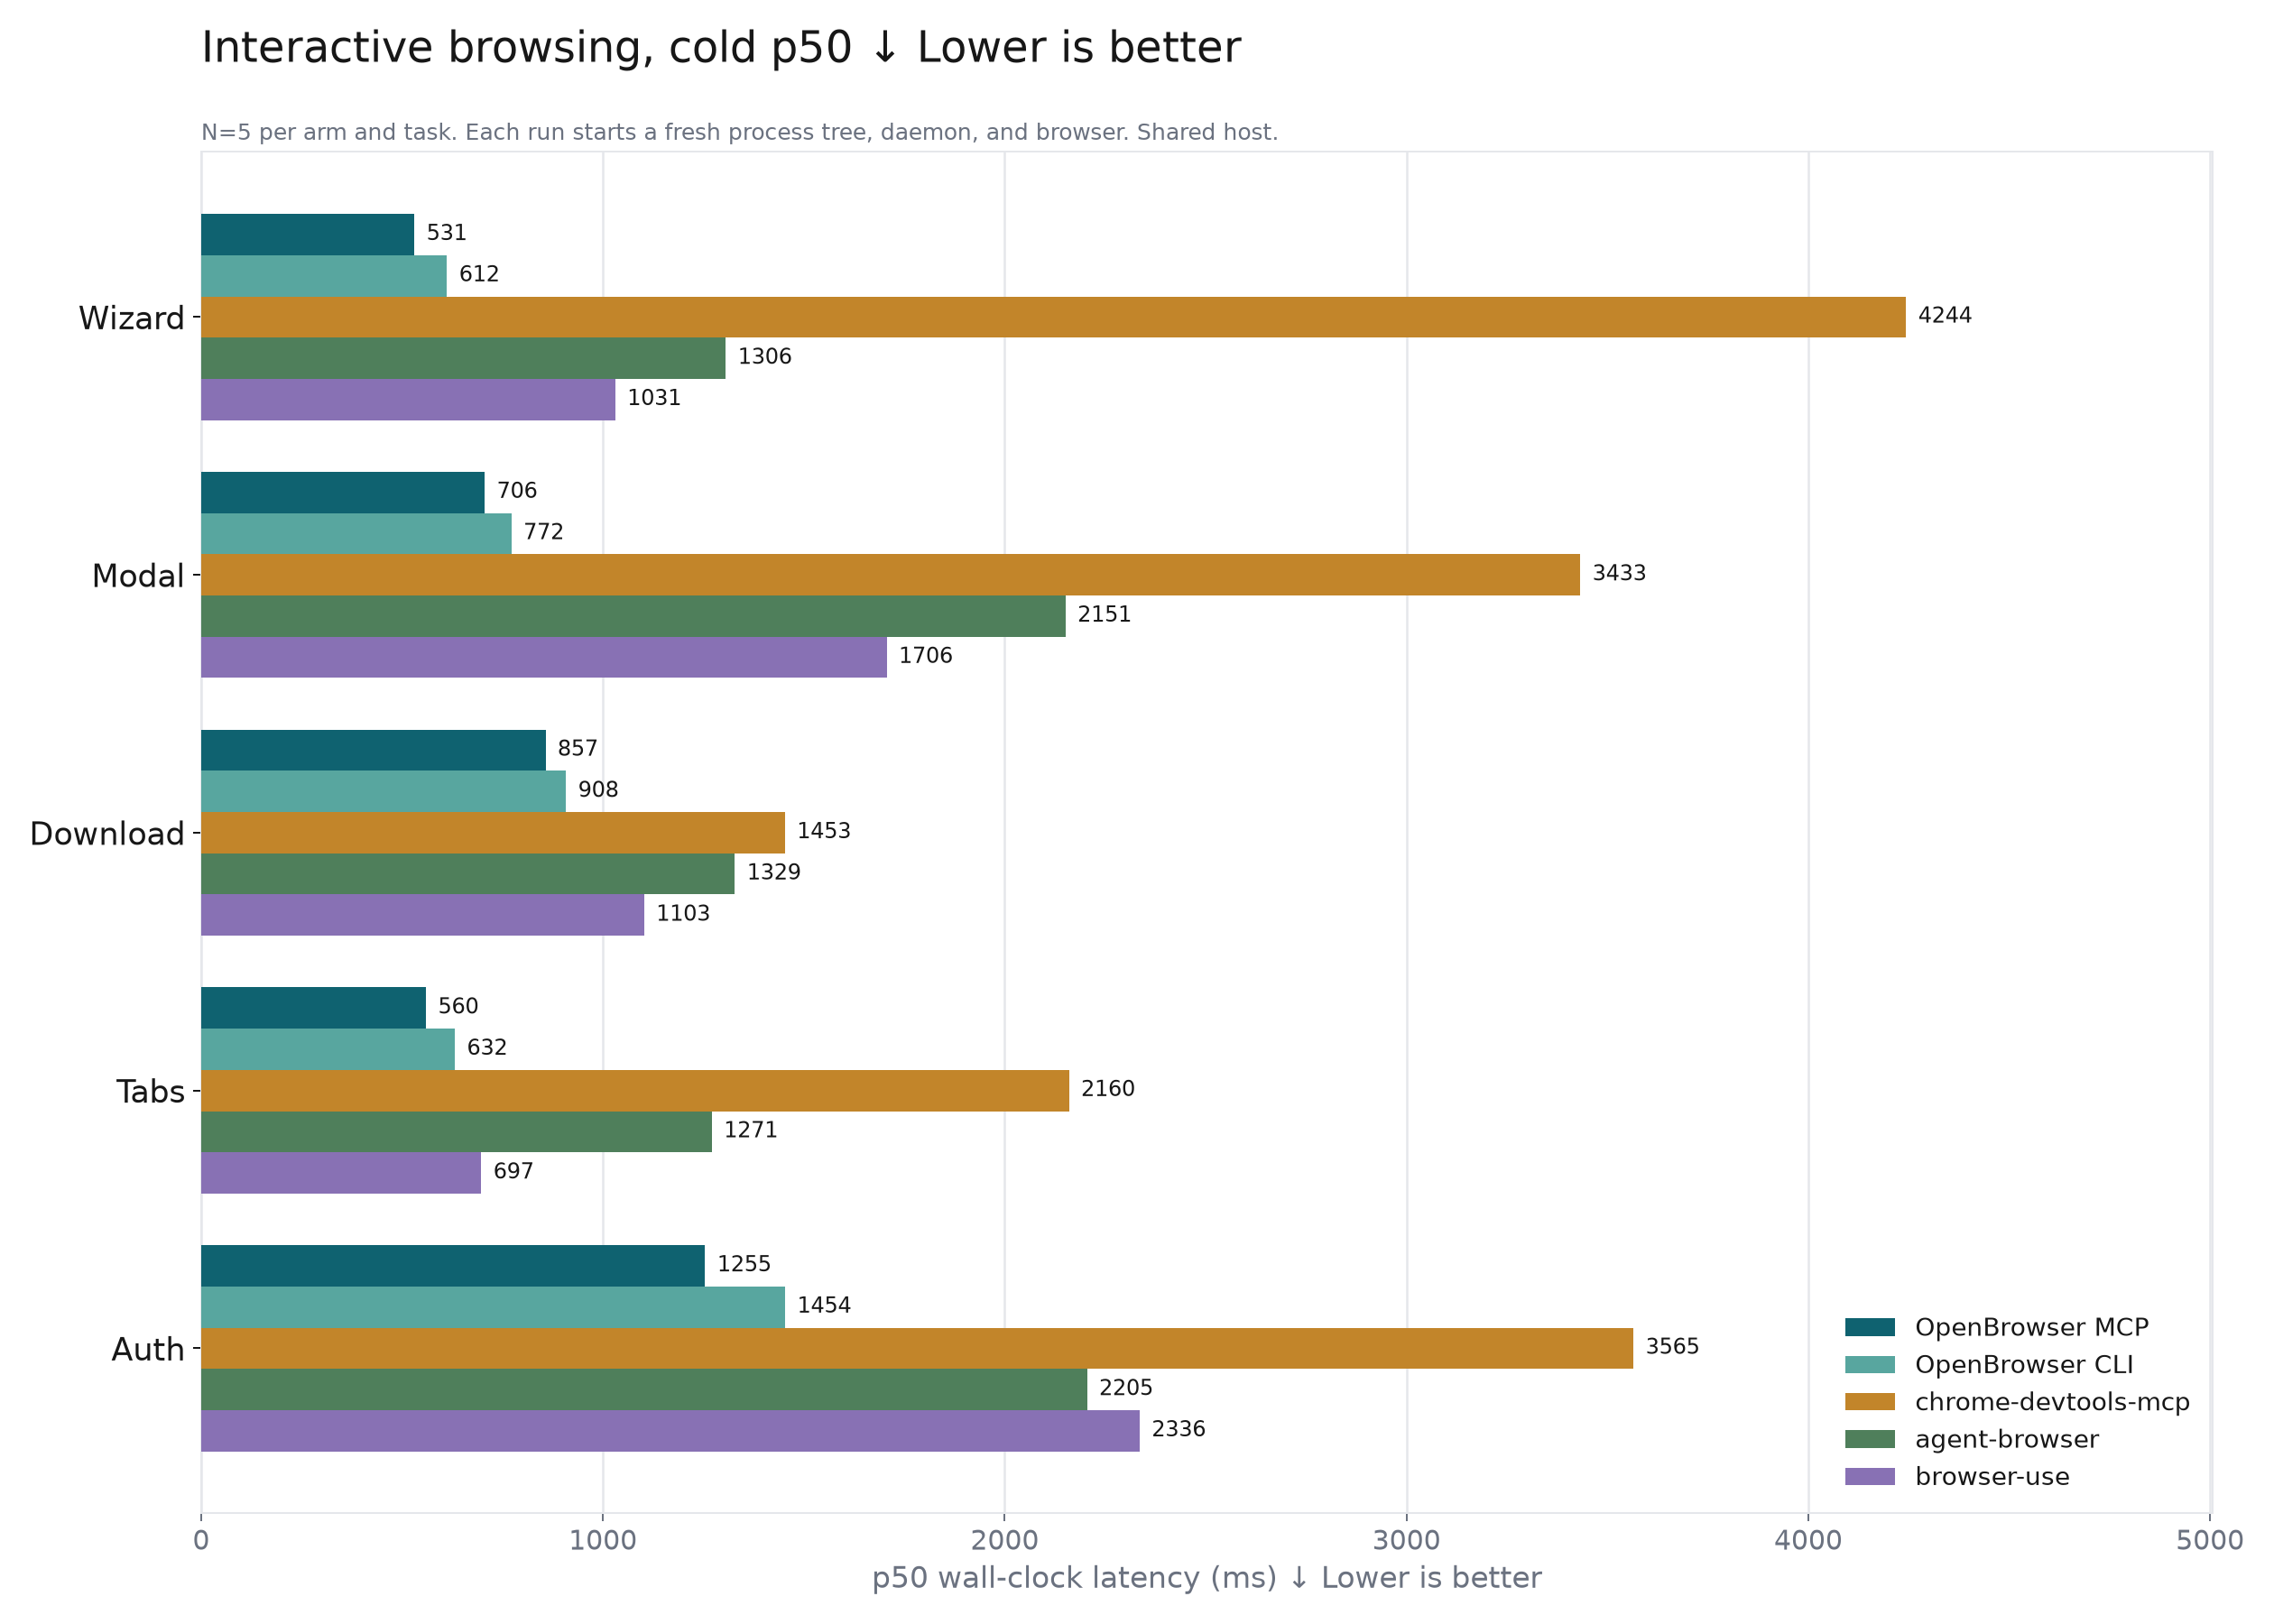 Interactive browsing, cold p50 ↓ Lower is better
N=5 per arm and task. Each run starts a fresh process tree, daemon, and browser. Shared host.
531
612
Wizard
4244
1306
1031
706
772
Modal
3433
2151
1706
857
908
Download
1453
1329
1103
560
632
Tabs
2160
1271
697
1255
1454
Auth
3565
2205
2336
OpenBrowser MCP
OpenBrowser CLI
chrome-devtools-mcp
agent-browser
browser-use
0 1000 2000 3000 4000 5000
p50 wall-clock latency (ms) ↓ Lower is better